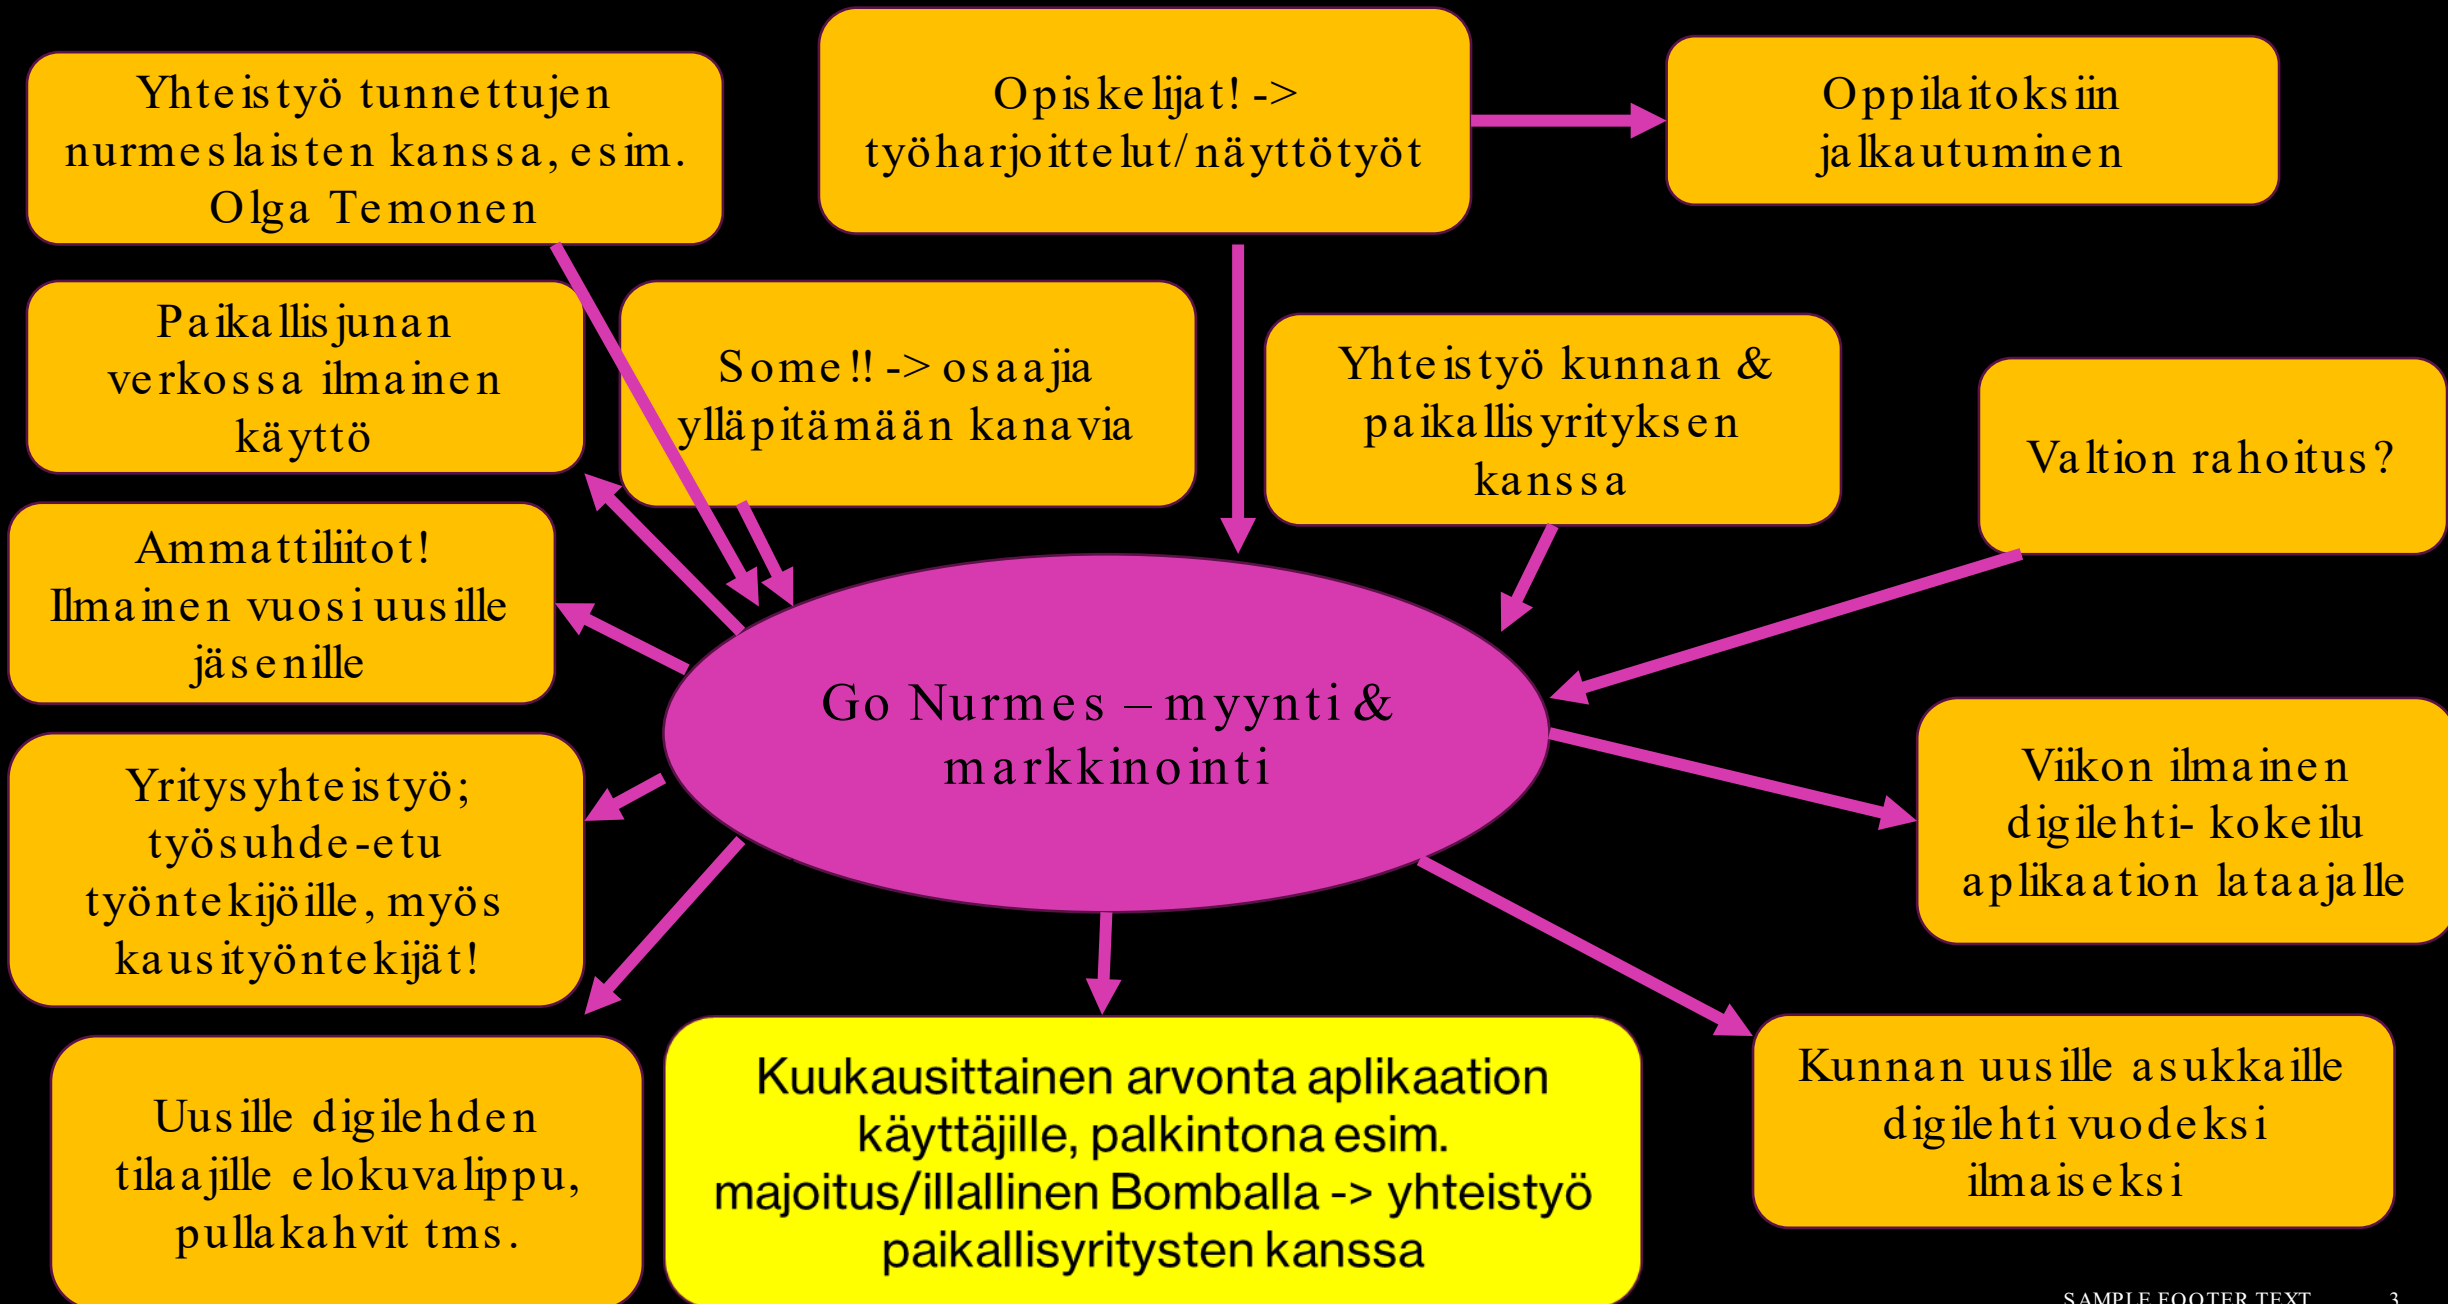 Yhteistyö tunnettujen
nurmeslaisten kanssa, esim.
Olga Temonen
Opiskelijat! ->
työharjoittelut/näyttötyöt
Oppilaitoksiin
jalkautuminen
Paikallisjunan
verkossa ilmainen
käyttö
Some!! -> osaajia
ylläpitämään kanavia
Yhteistyö kunnan &
paikallisyrityksen
kanssa
Valtion rahoitus?
Ammattiliitot!
Ilmainen vuosi uusille
jäsenille
Go Nurmes – myynti &
markkinointi
Yritysyhteistyö;
työsuhde-etu
työntekijöille, myös
kausityöntekijät!
Viikon ilmainen
digilehti- kokeilu
aplikaation lataajalle
Uusille digilehden
tilaajille elokuvalippu,
pullakahvit tms.
Kuukausittainen arvonta aplikaation
käyttäjille, palkintona esim.
majoitus/illallinen Bomballa -> yhteistyö
paikallisyritysten kanssa
Kunnan uusille asukkaille
digilehti vuodeksi
ilmaiseksi
SAMPLE FOOTER TEXT 3